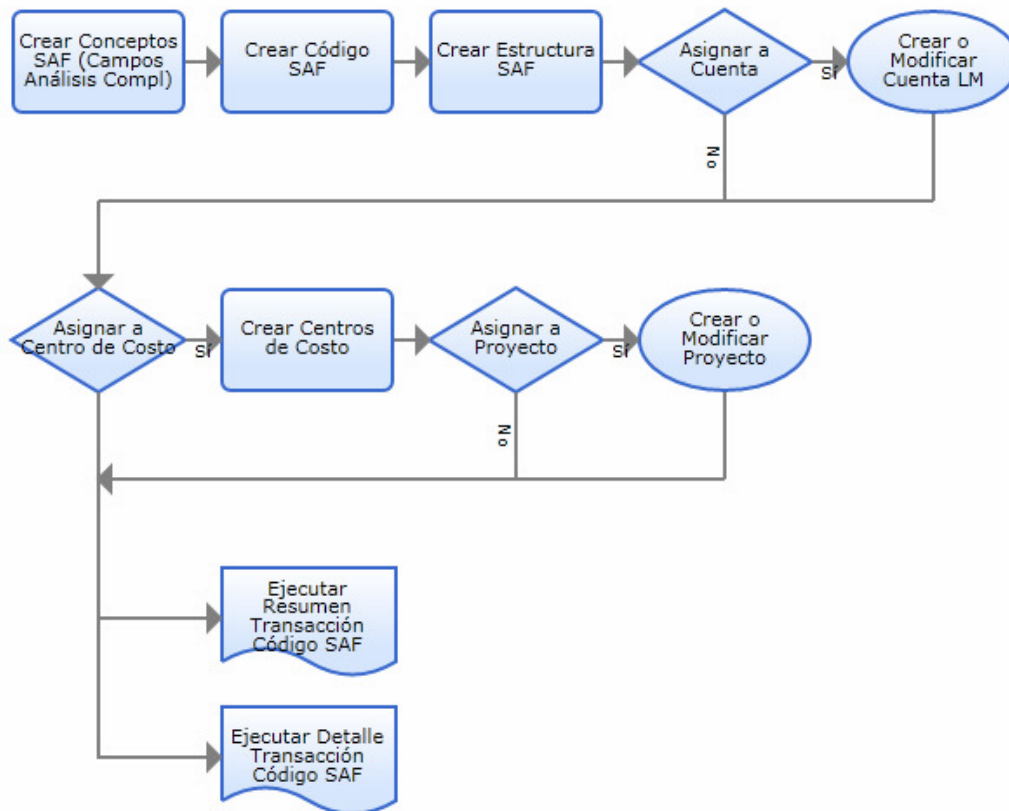 Crear Conceptos
SAF (Campos
Análisis Compl)
Crear Código
SAF
Crear Estructura
SAF
Asignar a
Cuenta
Sí
Crear o
Modificar
Cuenta LM
No
Asignar a
Centro de Costo
Sí
Crear Centros
de Costo
Asignar a
Proyecto
Sí
Crear o
Modificar
Proyecto
No
Ejecutar
Resumen
Transacción
Código SAF
Ejecutar Detalle
Transacción
Código SAF